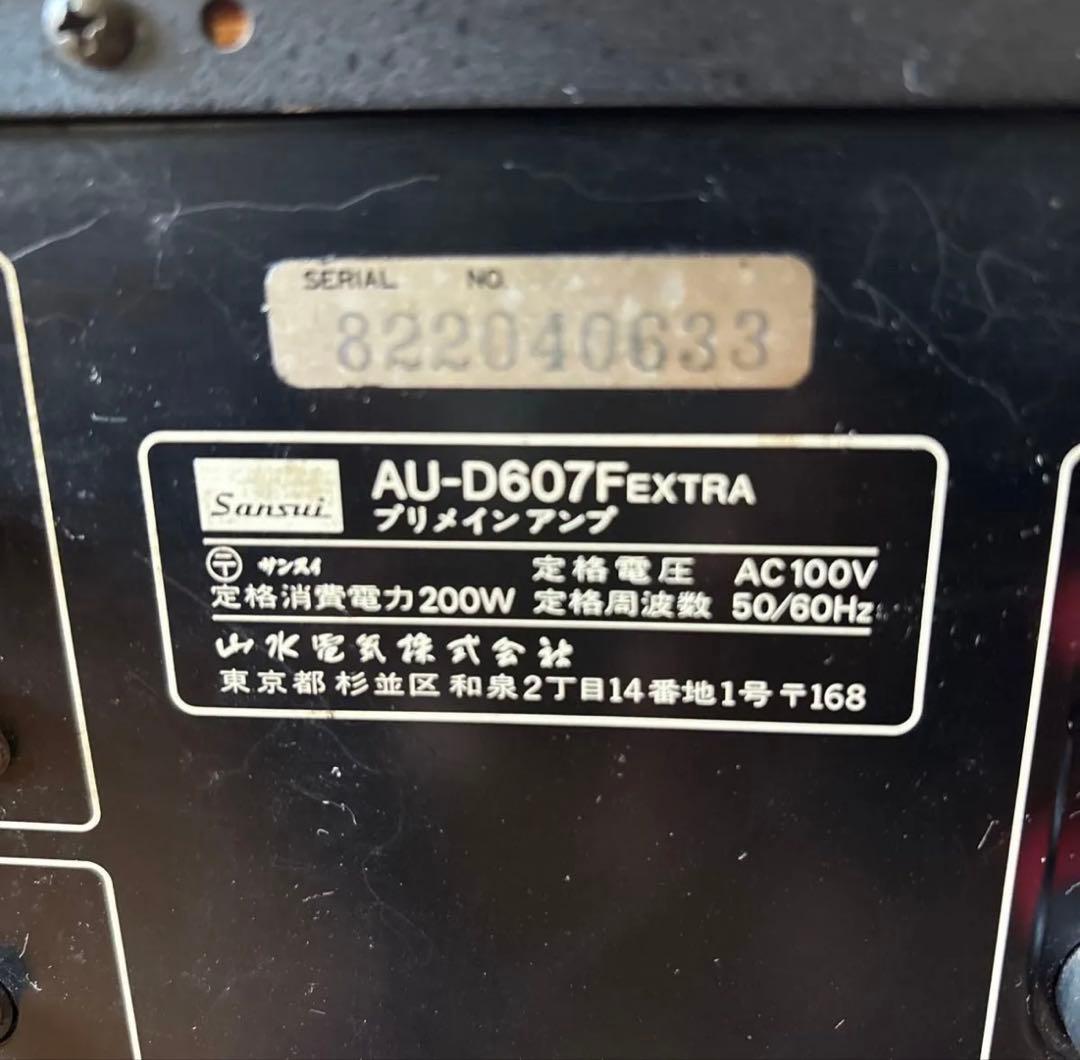 SERIAL NO.
822040633
Sansui
AU-D607FEXTRA
プリメインアンプ
〒 サンスイ
定格電圧 AC100V
定格消費電力200W 定格周波数 50/60Hz
山水電気株式会社
東京都杉並区和泉2丁目14番地1号〒168